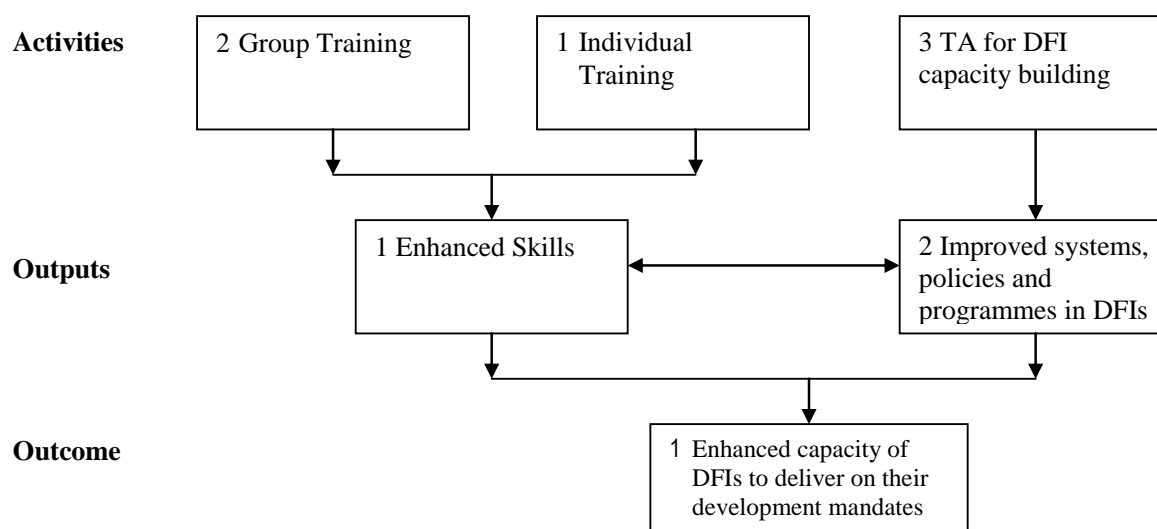 Activities
2 Group Training
1 Individual
Training
3 TA for DFI
capacity building
Outputs
1 Enhanced Skills
2 Improved systems,
policies and
programmes in DFIs
Outcome
1 Enhanced capacity of
DFIs to deliver on their
development mandates